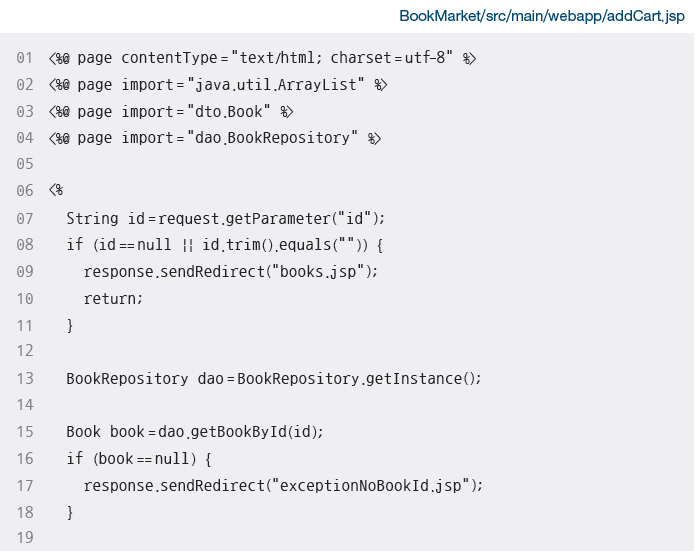 BookMarket/src/main/webapp/addCart.jsp
01 <%@ page contentType="text/html; charset=utf-8" %>
02 <%@ page import="java.util.ArrayList" %>
03 <%@ page import="dto.Book" %>
04 <%@ page import="dao.BookRepository" %>
05
06 <%
07 String id=request.getParameter("id");
08 if (id==null || id.trim().equals("")) {
09 response.sendRedirect("books.jsp");
10 return;
11 }
12
13 BookRepository dao=BookRepository.getInstance();
14
15 Book book=dao.getBookById(id);
16 if (book==null) {
17 response.sendRedirect("exceptionNoBookId.jsp");
18 }
19